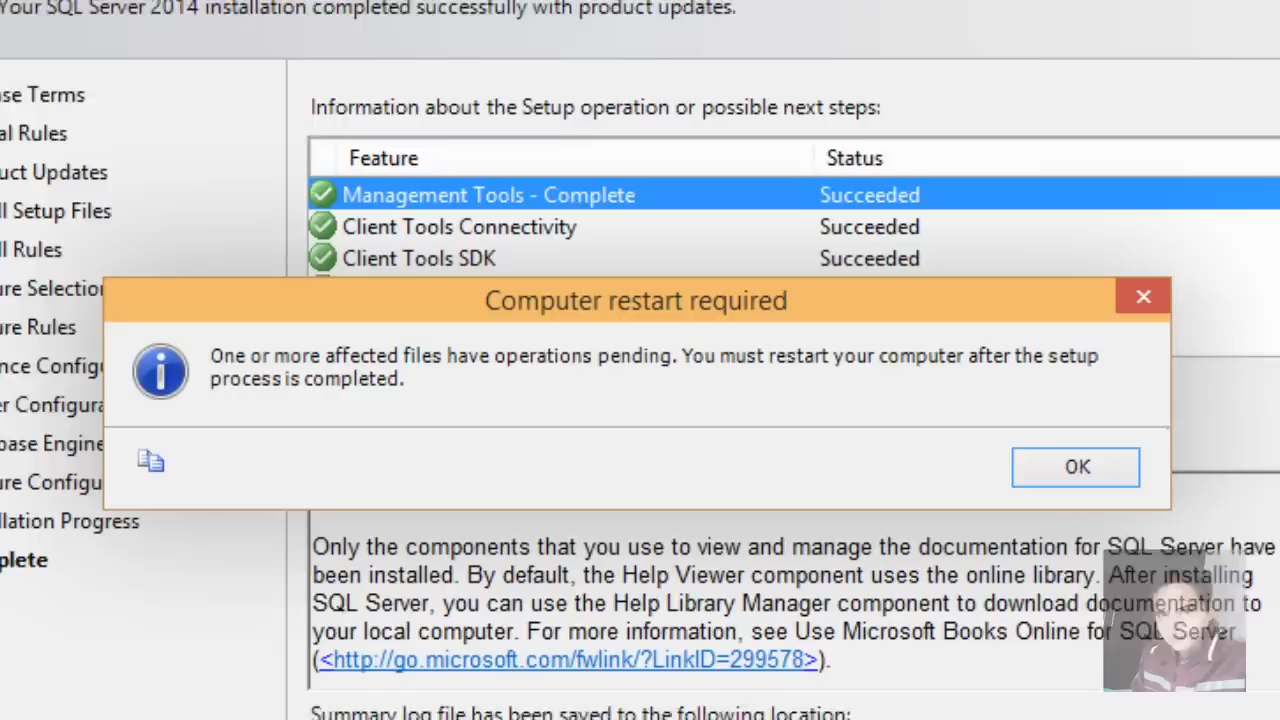 Your SQL Server 2014 installation completed successfully with product updates.
se Terms
al Rules
uct Updates
ll Setup Files
ll Rules
ure Selection
ure Rules
nce Configu
er Configura
base Engine
ure Configu
llation Progress
plete
Information about the Setup operation or possible next steps:
Feature Status
Management Tools - Complete Succeeded
Client Tools Connectivity Succeeded
Client Tools SDK Succeeded
Computer restart required
One or more affected files have operations pending. You must restart your computer after the setup
process is completed.
OK
Only the components that you use to view and manage the documentation for SQL Server have
been installed. By default, the Help Viewer component uses the online library. After installing
SQL Server, you can use the Help Library Manager component to download documentation to
your local computer. For more information, see Use Microsoft Books Online for SQL Server
(<http://go.microsoft.com/fwlink/?LinkID=299578>).
Summary log file has been saved to the following location: